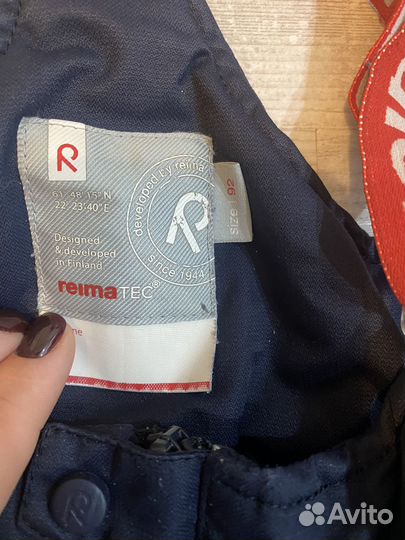 R
61° 48' 15" N
22° 23' 40" E
Designed
& developed
in Finland
reimaTEC®
developed by reima
R
since 1944
size 92
me
R
Avito